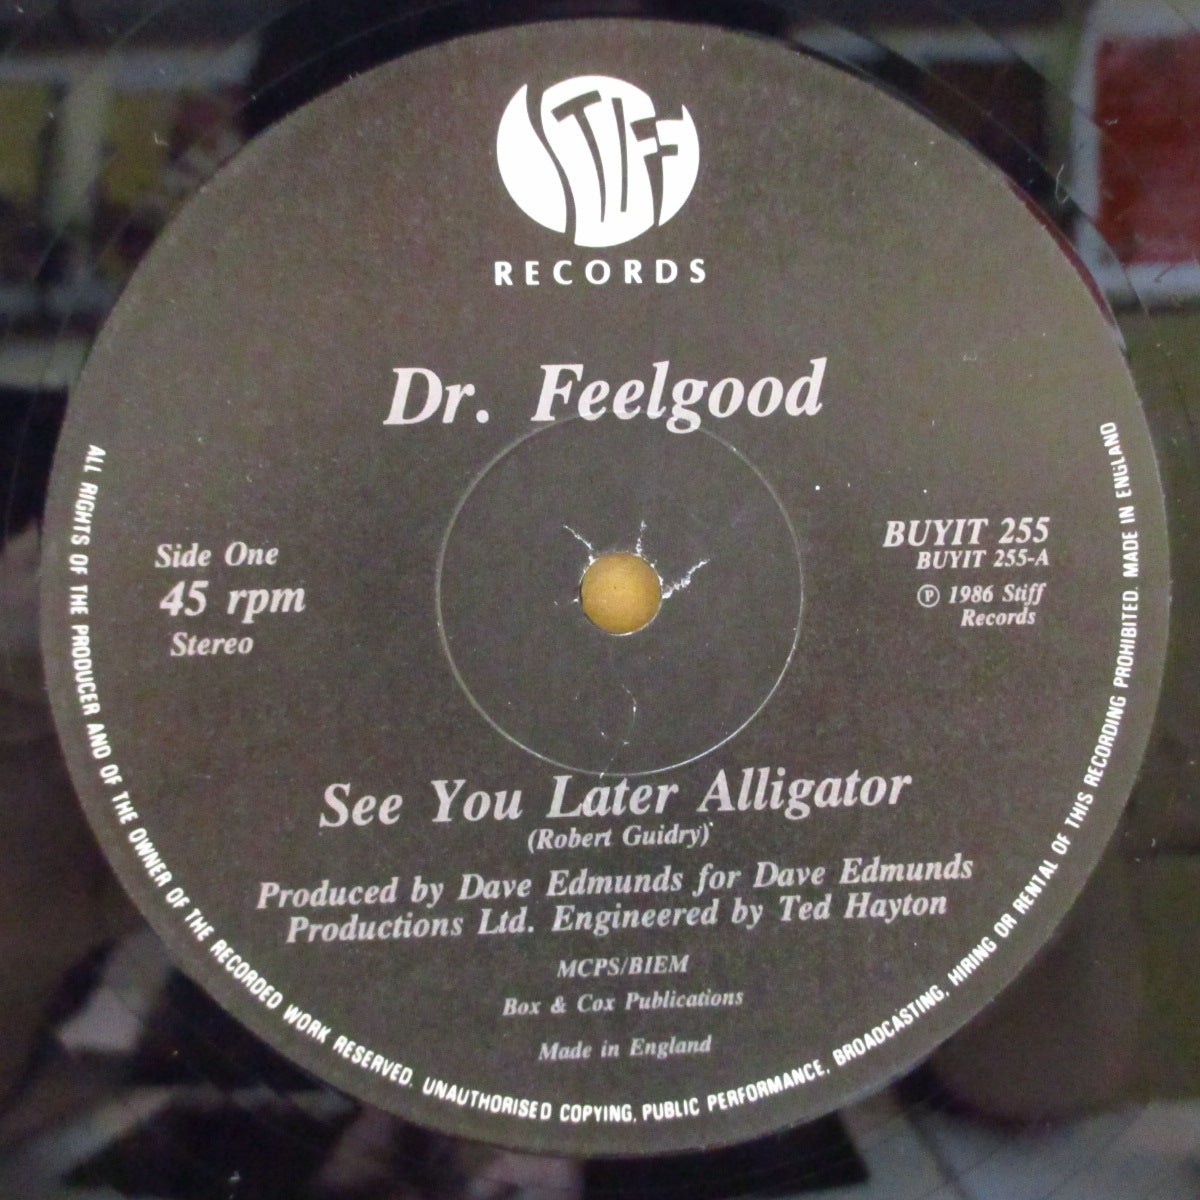 STIFF
RECORDS
Dr. Feelgood
Side One
45 rpm
Stereo
BUYIT 255
BUYIT 255-A
Ⓟ 1986 Stiff
Records
See You Later Alligator
(Robert Guidry)
Produced by Dave Edmunds for Dave Edmunds
Productions Ltd. Engineered by Ted Hayton
MCPS/BIEM
Box & Cox Publications
Made in England
ALL RIGHTS OF THE PRODUCER AND OF THE OWNER OF THE RECORDED WORK RESERVED. UNAUTHORISED COPYING, PUBLIC PERFORMANCE, BROADCASTING, HIRING OR RENTAL OF THIS RECORDING PROHIBITED. MADE IN ENGLAND